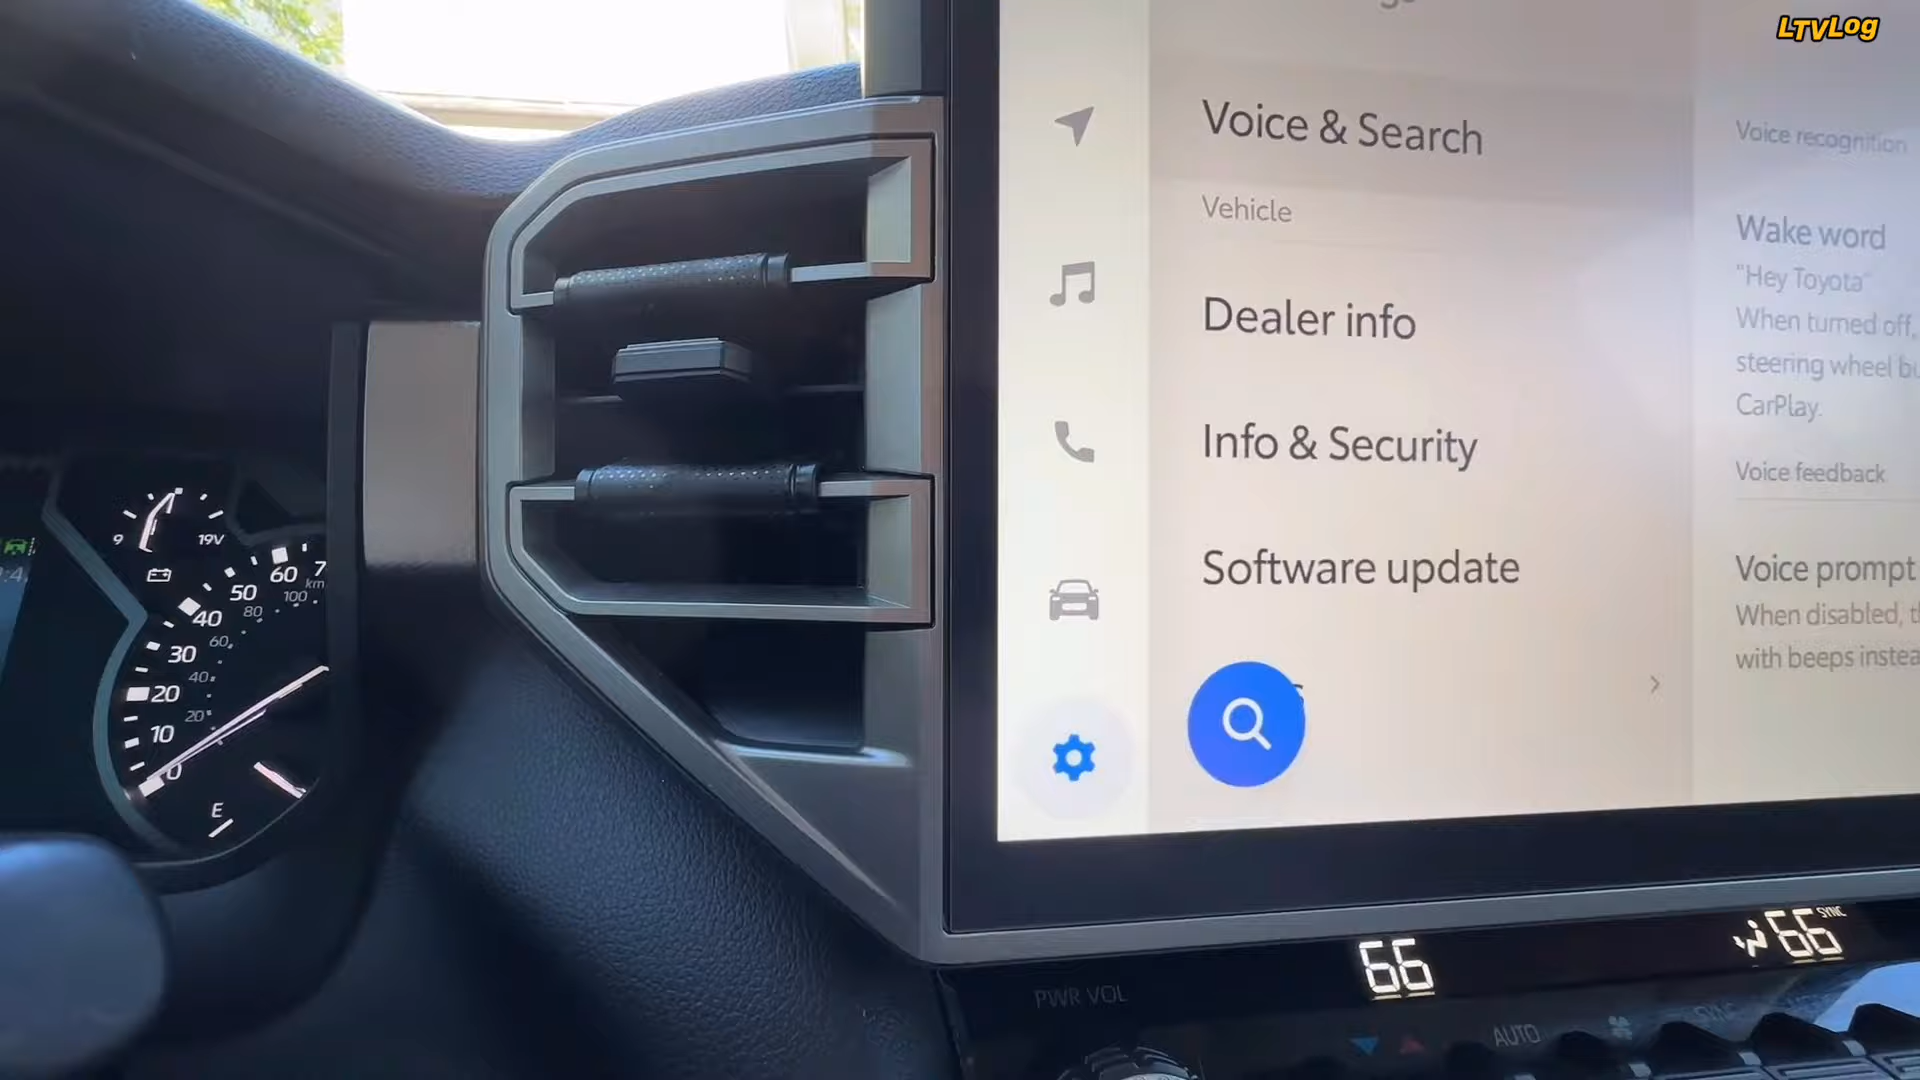 LTVLog
Voice & Search
Vehicle
Dealer info
Info & Security
Software update
Voice recognition
Wake word
"Hey Toyota"
When turned off,
steering wheel
CarPlay.
Voice feedback
Voice prompt
When disabled,
with beeps
9
19V
60
50
40
30
20
10
0
km
100
80
60
40
20
E
66
66
SYNC
PWR VOL
AUTO
SYNC